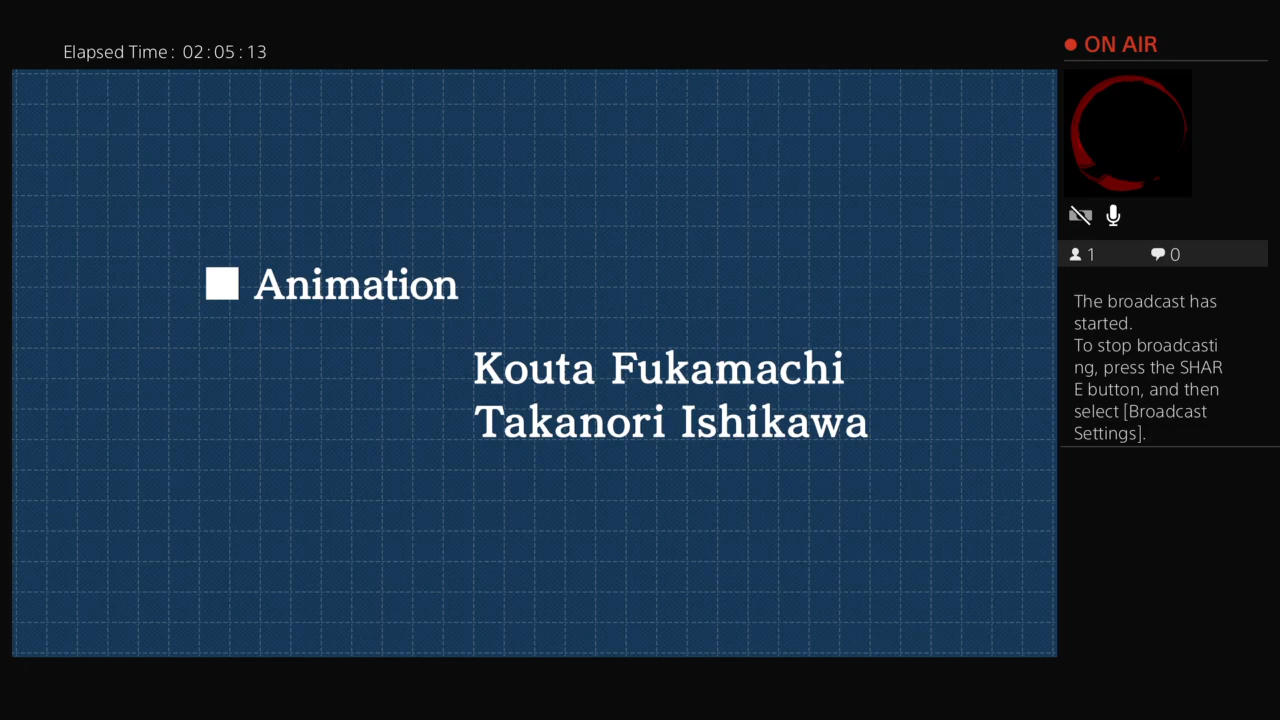 Elapsed Time: 02:05:13
ON AIR
1 0
Animation
Kouta Fukamachi
Takanori Ishikawa
The broadcast has
started.
To stop broadcasti
ng, press the SHAR
E button, and then
select [Broadcast
Settings].